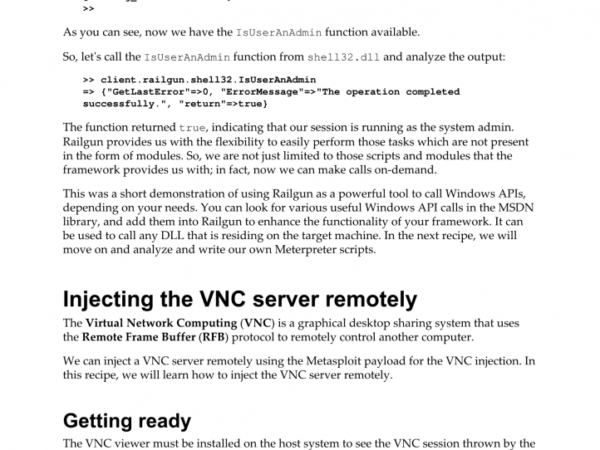 >>
As you can see, now we have the IsUserAnAdmin function available.
So, let's call the IsUserAnAdmin function from shell32.dll and analyze the output:
>> client.railgun.shell32.IsUserAnAdmin
=> {"GetLastError"=>0, "ErrorMessage"=>"The operation completed
successfully.", "return"=>true}
The function returned true, indicating that our session is running as the system admin.
Railgun provides us with the flexibility to easily perform those tasks which are not present
in the form of modules. So, we are not just limited to those scripts and modules that the
framework provides us with; in fact, now we can make calls on-demand.
This was a short demonstration of using Railgun as a powerful tool to call Windows APIs,
depending on your needs. You can look for various useful Windows API calls in the MSDN
library, and add them into Railgun to enhance the functionality of your framework. It can
be used to call any DLL that is residing on the target machine. In the next recipe, we will
move on and analyze and write our own Meterpreter scripts.
Injecting the VNC server remotely
The Virtual Network Computing (VNC) is a graphical desktop sharing system that uses
the Remote Frame Buffer (RFB) protocol to remotely control another computer.
We can inject a VNC server remotely using the Metasploit payload for the VNC injection. In
this recipe, we will learn how to inject the VNC server remotely.
Getting ready
The VNC viewer must be installed on the host system to see the VNC session thrown by the